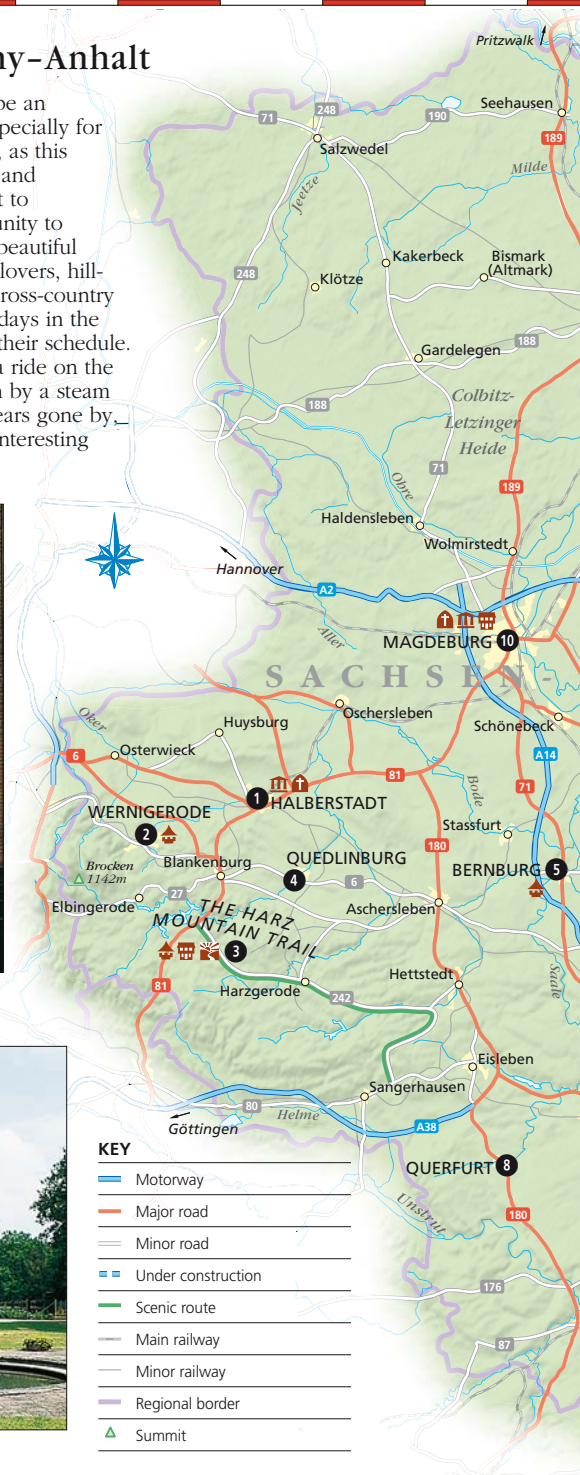 ny-Anhalt
be an
pecially for
, as this
and
t to
unity to
beautiful
lovers, hill-
ross-country
days in the
their schedule.
a ride on the
n by a steam
ears gone by,
nteresting
Pritzwalk
Seehausen
71
248
190
189
Salzwedel
Milde
Jeetze
248
Kakerbeck
Bismark
(Altmark)
Klötze
188
Gardelegen
188
Colbitz-
Letzinger
Heide
71
189
Ohre
Haldensleben
Wolmirstedt
Hannover
A2
Aller
MAGDEBURG 10
SACHSEN-
Oker
Huysburg
Oschersleben
Schönebeck
6
Osterwieck
A14
81
Bode
71
1 HALBERSTADT
WERNIGERODE
2
Stassfurt
180
Brocken
1142m
Blankenburg
QUEDLINBURG
4
6
BERNBURG 5
27
Elbingerode
Aschersleben
THE HARZ
MOUNTAIN TRAIL
3
Saale
81
Harzgerode
242
Hettstedt
Eisleben
Sangerhausen
80
Helme
Göttingen
A38
KEY
Motorway
Major road
Minor road
Under construction
Scenic route
Main railway
Minor railway
Regional border
Summit
QUERFURT 8
Unstrut
180
176
87